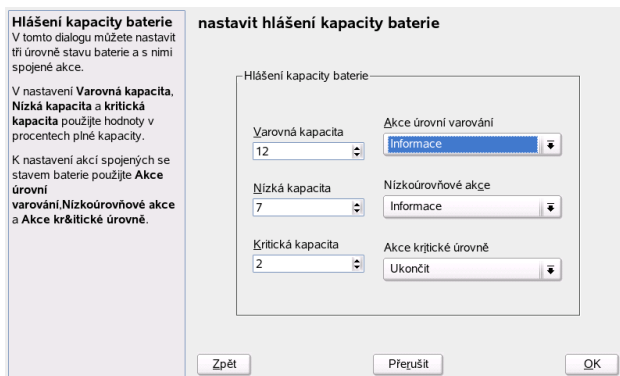 Hlášení kapacity baterie
V tomto dialogu můžete nastavit
tři úrovně stavu baterie a s nimi
spojené akce.
V nastavení Varovná kapacita,
Nízká kapacita a kritická
kapacita použijte hodnoty v
procentech plné kapacity.
K nastavení akcí spojených se
stavem baterie použijte Akce
úrovní
varování,Nízkoúrovňové akce
a Akce kr&itické úrovně.
nastavit hlášení kapacity baterie
Hlášení kapacity baterie
Varovná kapacita
12
Akce úrovní varování
Informace
Nízká kapacita
7
Nízkoúrovňové akce
Informace
Kritická kapacita
2
Akce kritické úrovně
Ukončit
Zpět
Přerušit
OK